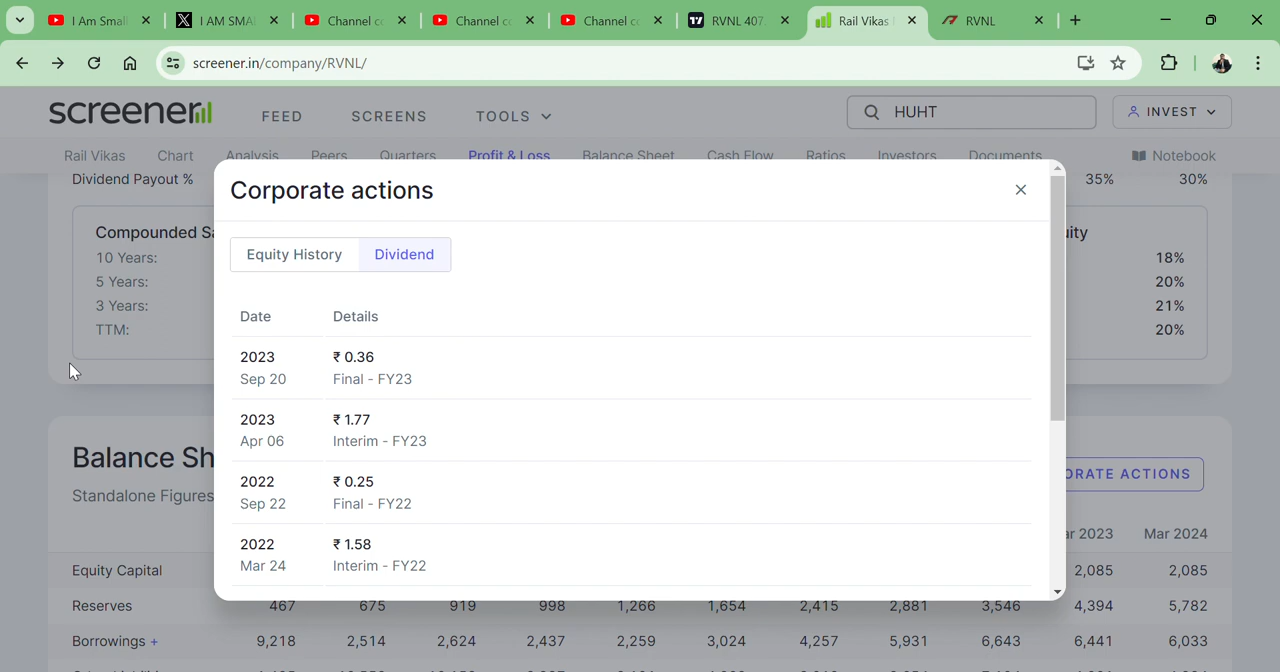 I Am Smal
I AM SMA
Channel co
Channel co
Channel co
RVNL 407.
Rail Vikas
RVNL
screener.in/company/RVNL/
screener
FEED
SCREENS
TOOLS
HUHT
INVEST
Rail Vikas
Chart
Analysis
Peers
Quarters
Profit & Loss
Balance Sheet
Cash Flow
Ratios
Investors
Documents
Notebook
Dividend Payout %
35% 30%
Corporate actions
Equity History
Dividend
Date Details
2023 ₹ 0.36
Sep 20 Final - FY23
2023 ₹ 1.77
Apr 06 Interim - FY23
2022 ₹ 0.25
Sep 22 Final - FY22
2022 ₹ 1.58
Mar 24 Interim - FY22
Compounded Sa
10 Years:
5 Years:
3 Years:
TTM:
uity
18%
20%
21%
20%
Balance Sh
Standalone Figures
ORATE ACTIONS
ar 2023 Mar 2024
Equity Capital 2,085 2,085
Reserves 467 675 919 998 1,266 1,654 2,415 2,881 3,546 4,394 5,782
Borrowings + 9,218 2,514 2,624 2,437 2,259 3,024 4,257 5,931 6,643 6,441 6,033